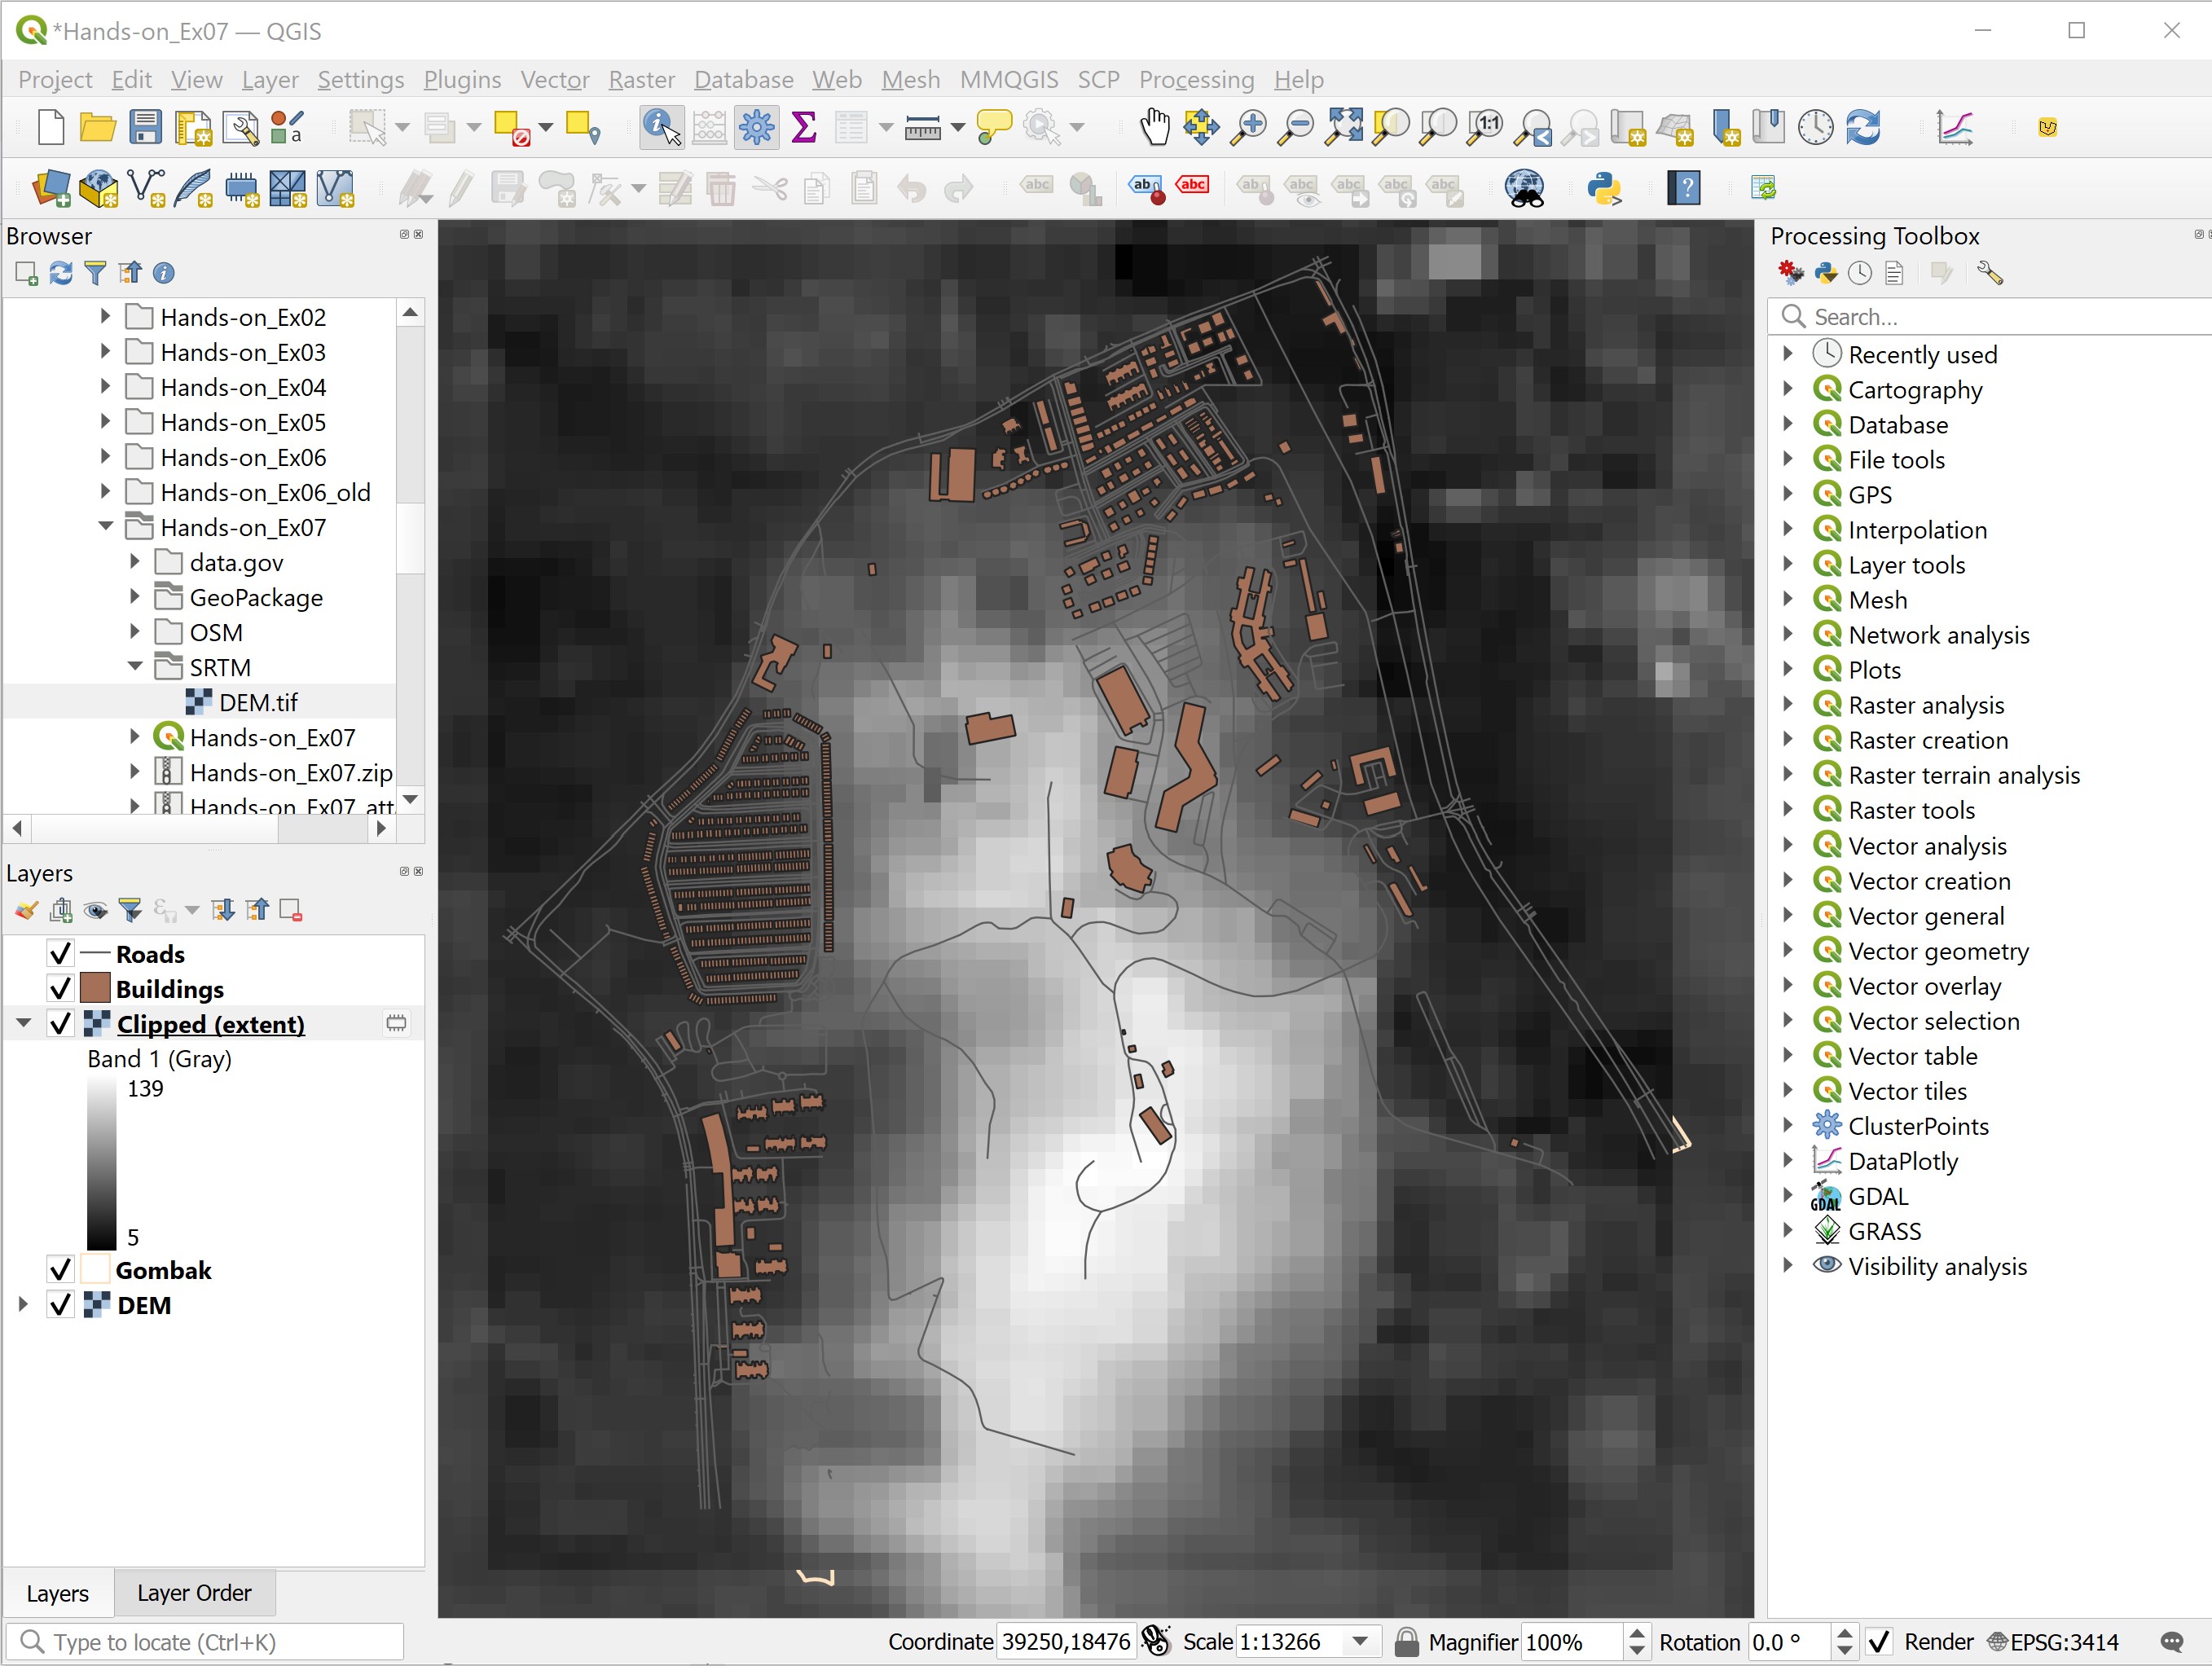 *Hands-on_Ex07 — QGIS
Project Edit View Layer Settings Plugins Vector Raster Database Web Mesh MMQGIS SCP Processing Help
Browser
Hands-on_Ex02
Hands-on_Ex03
Hands-on_Ex04
Hands-on_Ex05
Hands-on_Ex06
Hands-on_Ex06_old
Hands-on_Ex07
data.gov
GeoPackage
OSM
SRTM
DEM.tif
Hands-on_Ex07
Hands-on_Ex07.zip
Hands-on_Ex07_att
Layers
Roads
Buildings
Clipped (extent)
Band 1 (Gray)
139
5
Gombak
DEM
Layers
Layer Order
Processing Toolbox
Search...
Recently used
Cartography
Database
File tools
GPS
Interpolation
Layer tools
Mesh
Network analysis
Plots
Raster analysis
Raster creation
Raster terrain analysis
Raster tools
Vector analysis
Vector creation
Vector general
Vector geometry
Vector overlay
Vector selection
Vector table
Vector tiles
ClusterPoints
DataPlotly
GDAL
GRASS
Visibility analysis
Type to locate (Ctrl+K)
Coordinate 39250,18476 Scale 1:13266 Magnifier 100% Rotation 0.0 ° Render EPSG:3414